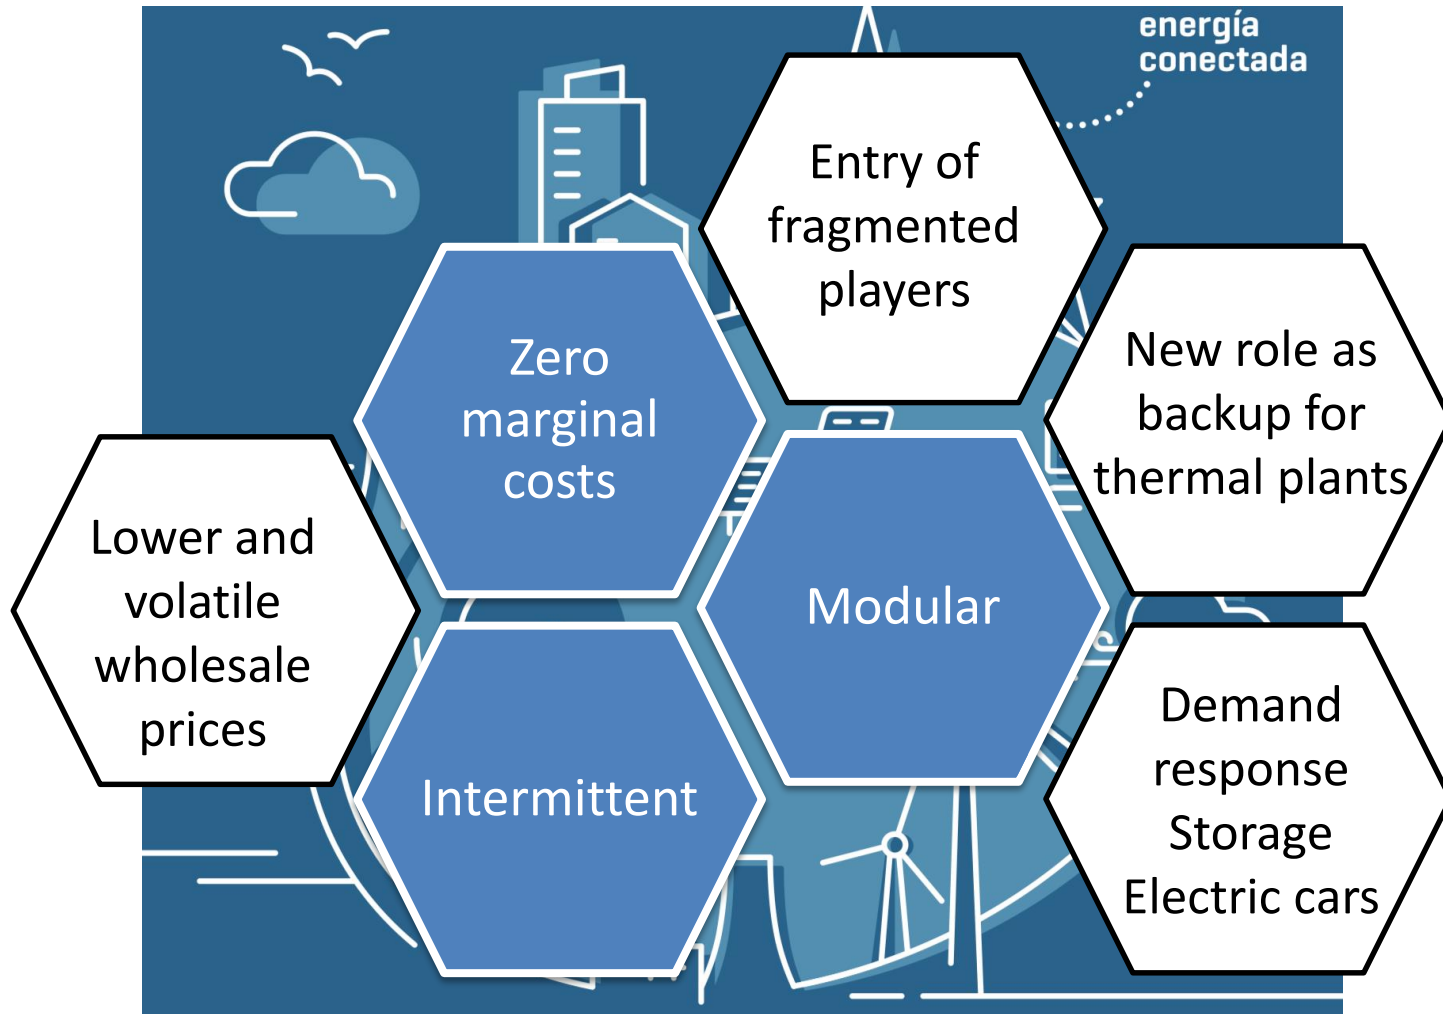 energía
conectada
Entry of
fragmented
players
Zero
marginal
costs
New role as
backup for
thermal plants
Lower and
volatile
wholesale
prices
Modular
Intermittent
Demand
response
Storage
Electric cars